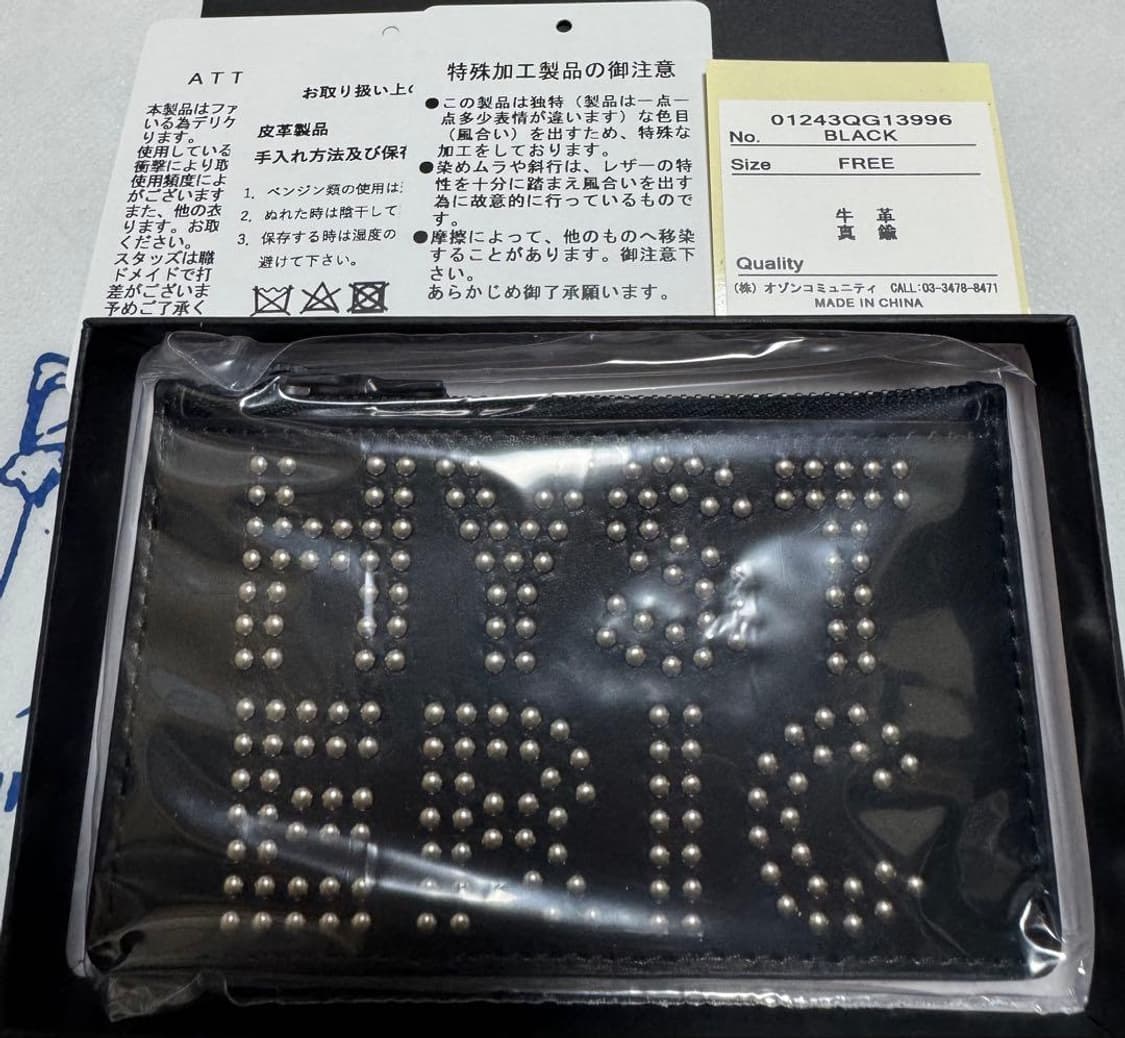 ATT
本製品はファ
いる為デリケ
ります。
使用している
衝撃により取
使用頻度によ
がございます
また、他の衣
ります。お取
ください。
スタッズは職
ドメイドで打
差がございま
予めご了承く
お取り扱い上の
皮革製品
手入れ方法及び保存
1. ベンジン類の使用は
2. ぬれた時は陰干して
3. 保存する時は湿度の
避けて下さい。
特殊加工製品の御注意
●この製品は独特（製品は一点一
点多少表情が違います）な色目
（風合い）を出すため、特殊な
加工をしております。
●染めムラや斜行は、レザーの特
性を十分に踏まえ風合いを出す
為に故意的に行っているもので
す。
●摩擦によって、他のものへ移染
することがあります。御注意下
さい。
あらかじめ御了承願います。
01243QG13996
No. BLACK
Size FREE
牛革
真鍮
Quality
(株) オゾンコミュニティ CALL:03-3478-8471
MADE IN CHINA
HYST
ERIC